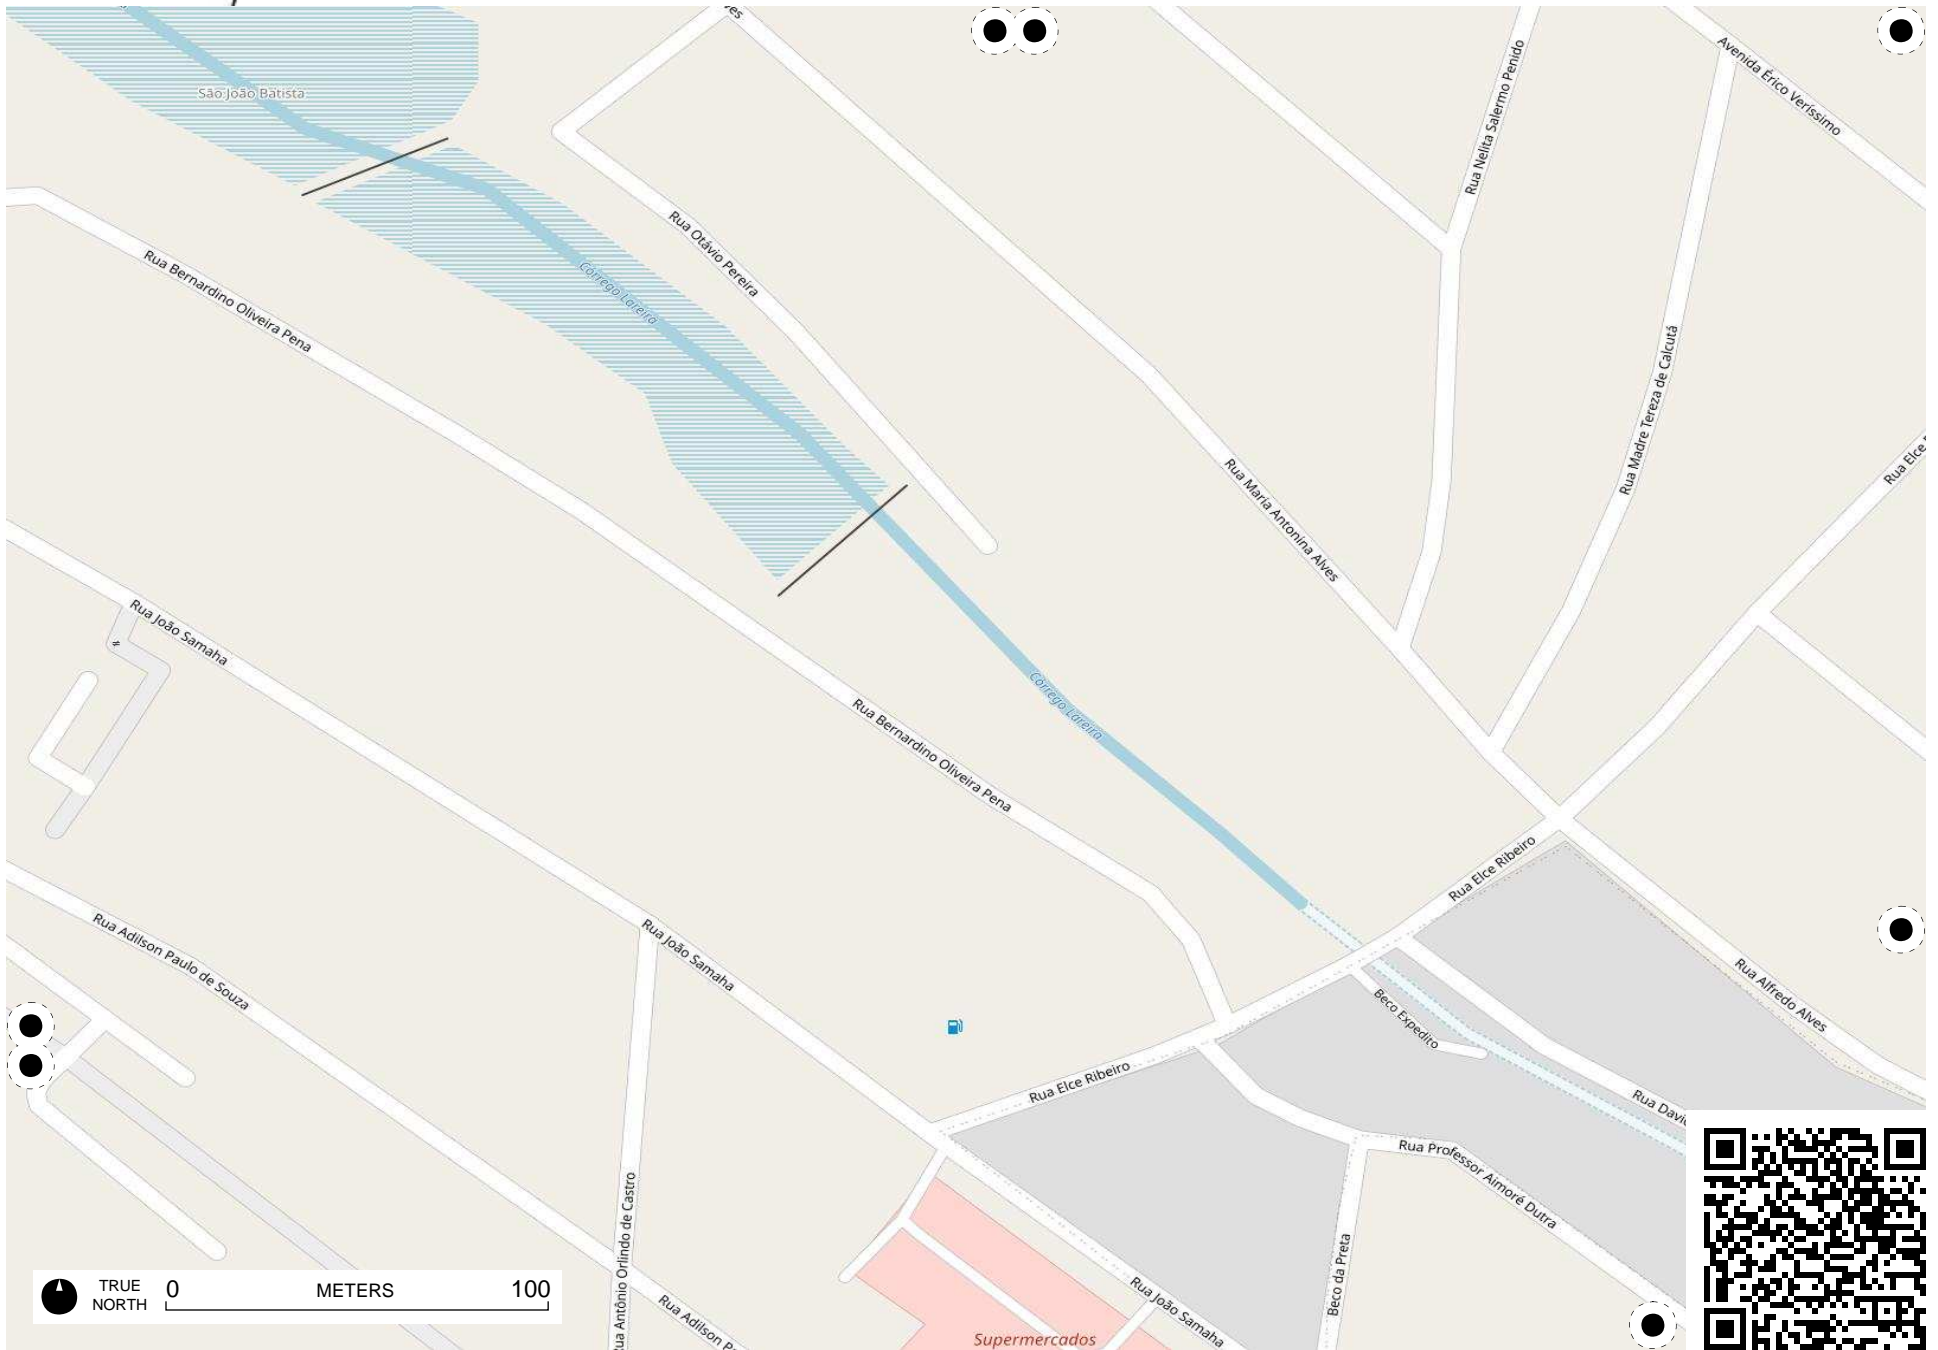 Avenida Érico Veríssimo
São João Batista
Rua Nelita Salermo Penido
Rua Otávio Pereira
Rua Bernardino Oliveira Pena
Córrego Lareira
Rua Madre Tereza de Calcutá
Rua Elce
Rua Maria Antonina Alves
Rua João Samaha
Córrego Lareira
Rua Bernardino Oliveira Pena
Rua Elce Ribeiro
Rua Adilson Paulo de Souza
Rua João Samaha
Rua Alfredo Alves
Beco Expedito
Rua Elce Ribeiro
Rua Davi
Rua Professor Aimoré Dutra
Rua Antônio Orlindo de Castro
Beco da Preta
TRUE
NORTH
0 METERS 100
Rua Adilson P
Rua João Samaha
Supermercados